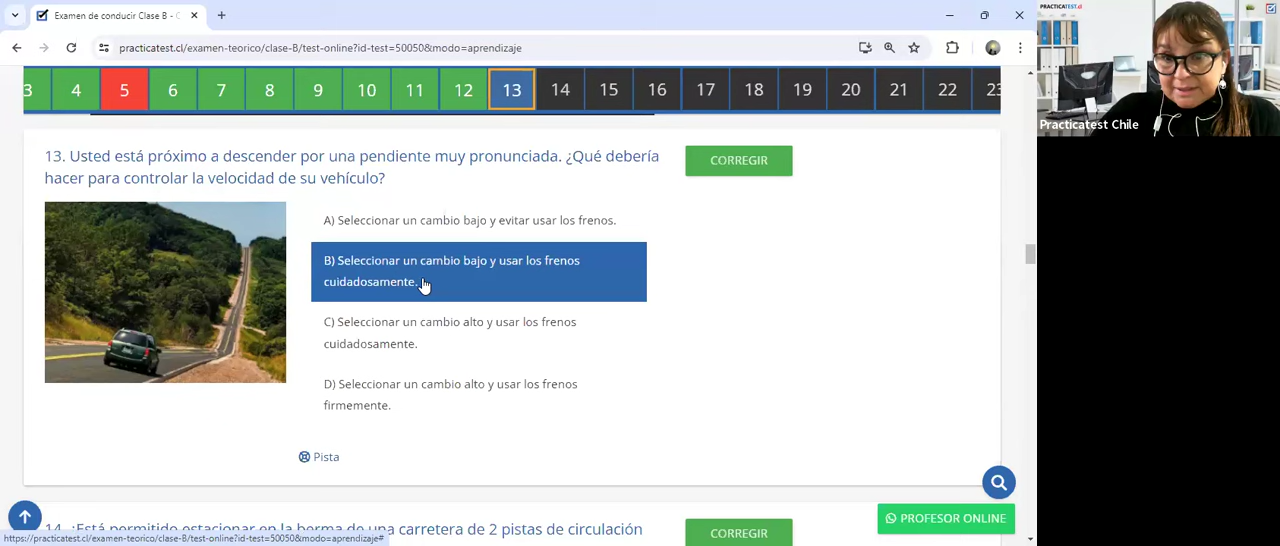 Examen de conducir Clase B - C
practicatest.cl/examen-teorico/clase-B/test-online?id-test=50050&modo=aprendizaje
3 4 5 6 7 8 9 10 11 12 13 14 15 16 17 18 19 20 21 22 23
13. Usted está próximo a descender por una pendiente muy pronunciada. ¿Qué debería
hacer para controlar la velocidad de su vehículo?
CORREGIR
A) Seleccionar un cambio bajo y evitar usar los frenos.
B) Seleccionar un cambio bajo y usar los frenos
cuidadosamente.
C) Seleccionar un cambio alto y usar los frenos
cuidadosamente.
D) Seleccionar un cambio alto y usar los frenos
firmemente.
Pista
14. ¿Está permitido estacionar en la berma de una carretera de 2 pistas de circulación
CORREGIR
PROFESOR ONLINE
https://practicatest.cl/examen-teorico/clase-B/test-online?id-test=50050&modo=aprendizaje#
PRACTICATEST.cl
Practicatest Chile